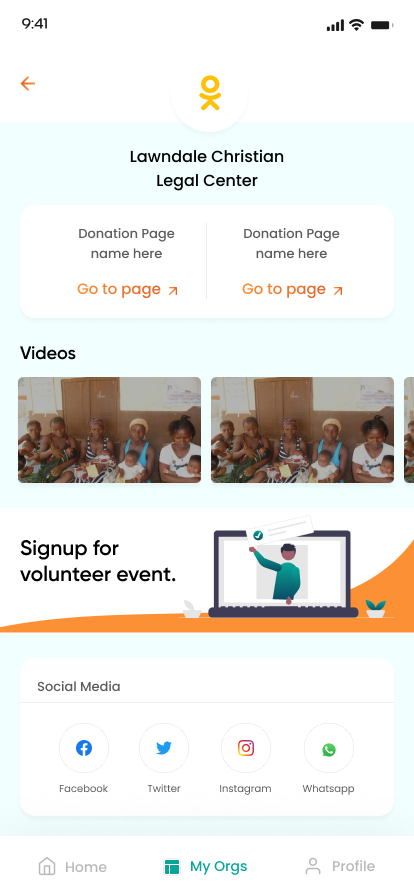 9:41
Lawndale Christian
Legal Center
Donation Page
name here
Go to page
Donation Page
name here
Go to page
Videos
Signup for
volunteer event.
Social Media
Facebook
Twitter
Instagram
Whatsapp
Home
My Orgs
Profile